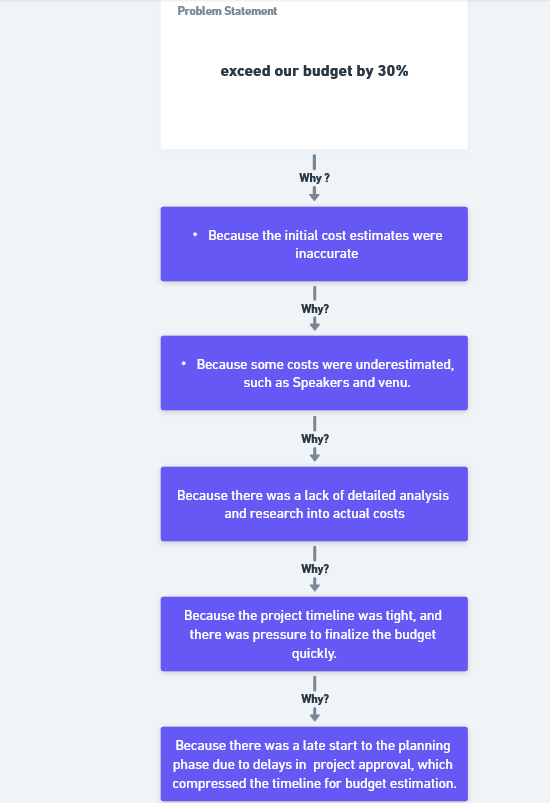 Problem Statement
exceed our budget by 30%
Why ?
• Because the initial cost estimates were
inaccurate
Why?
• Because some costs were underestimated,
such as Speakers and venu.
Why?
Because there was a lack of detailed analysis
and research into actual costs
Why?
Because the project timeline was tight, and
there was pressure to finalize the budget
quickly.
Why?
Because there was a late start to the planning
phase due to delays in  project approval, which
compressed the timeline for budget estimation.